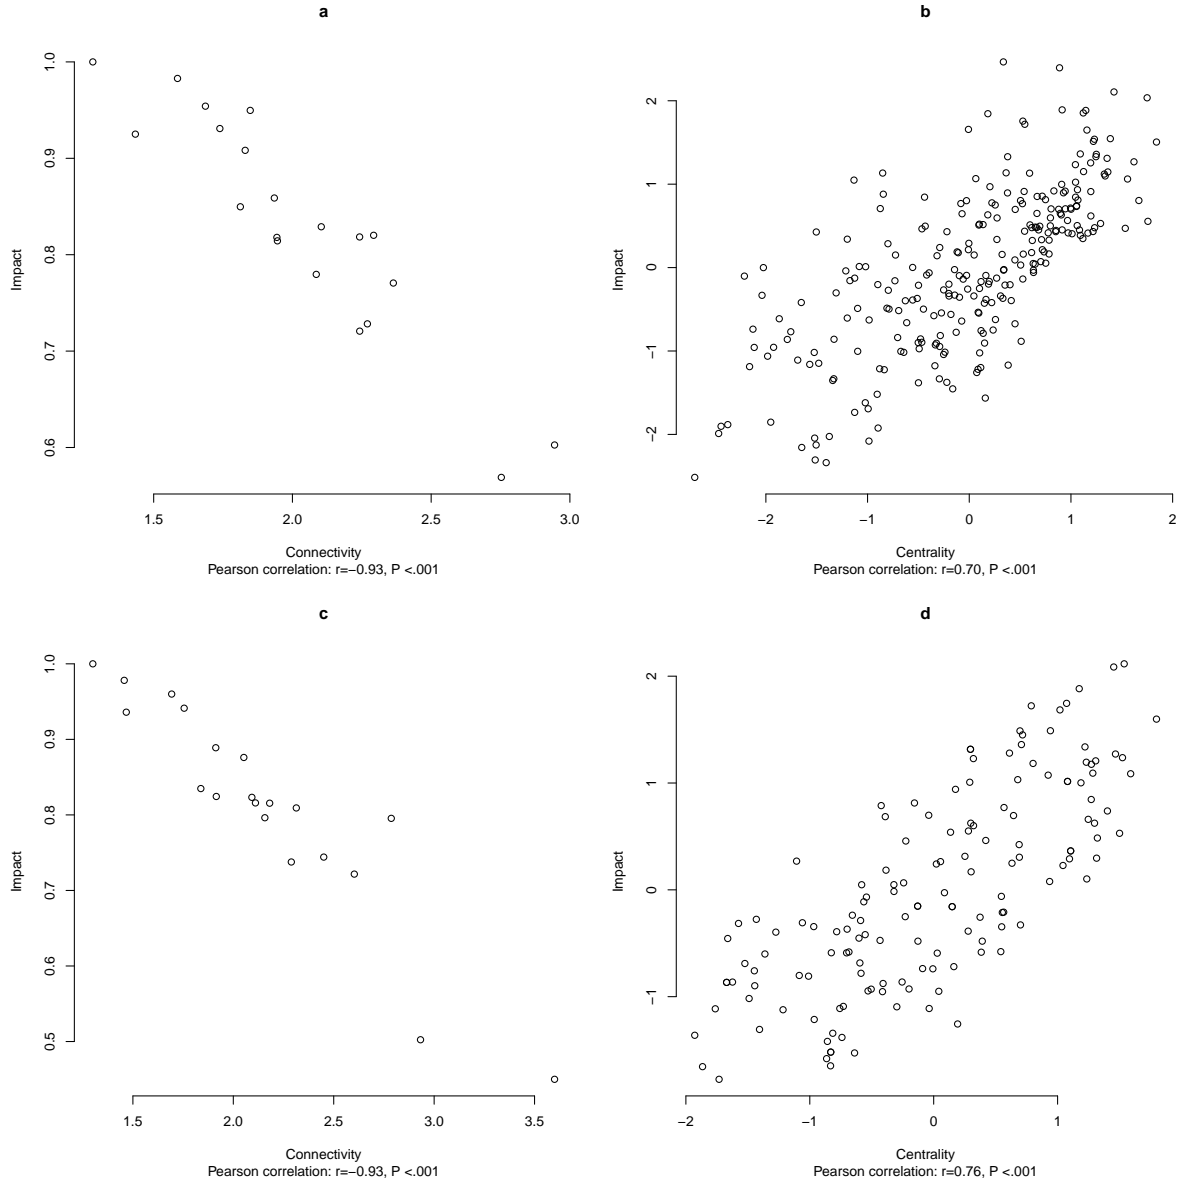 a
1.0
0.9
0.8
0.7
0.6
Impact
1.5 2.0 2.5 3.0
Connectivity
Pearson correlation: r=−0.93, P <.001
b
2
1
0
−1
−2
Impact
−2 −1 0 1 2
Centrality
Pearson correlation: r=0.70, P <.001
c
1.0
0.9
0.8
0.7
0.6
0.5
Impact
1.5 2.0 2.5 3.0 3.5
Connectivity
Pearson correlation: r=−0.93, P <.001
d
2
1
0
−1
Impact
−2 −1 0 1
Centrality
Pearson correlation: r=0.76, P <.001